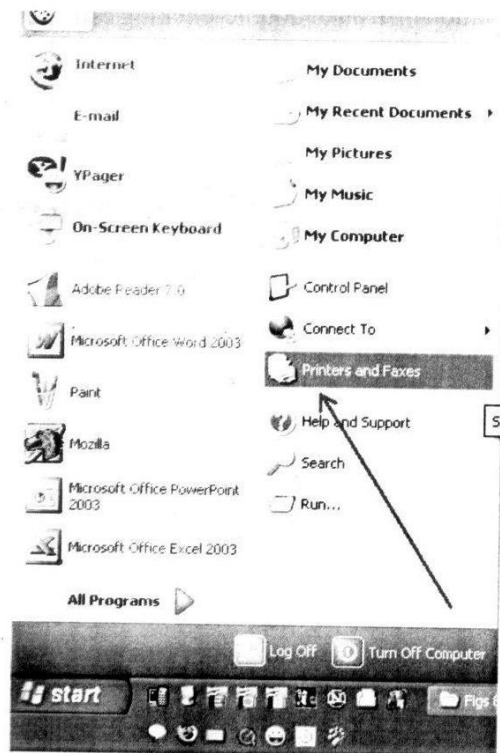 Internet
E-mail
YPager
On-Screen Keyboard
Adobe Reader 7.0
Microsoft Office Word 2003
Paint
Mozilla
Microsoft Office PowerPoint
2003
Microsoft Office Excel 2003
All Programs
My Documents
My Recent Documents
My Pictures
My Music
My Computer
Control Panel
Connect To
Printers and Faxes
Help and Support
Search
Run...
S
Log Off
Turn Off Computer
start
Figs